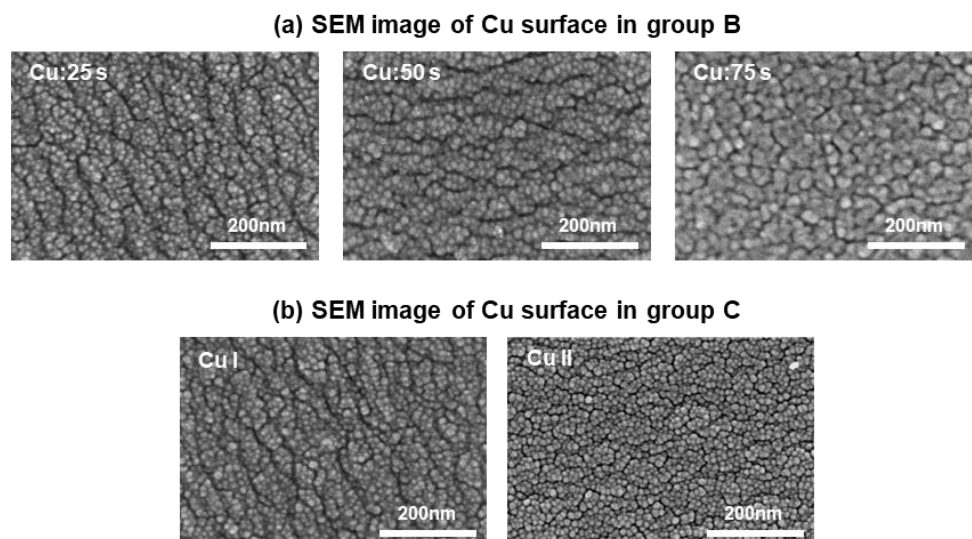 (a) SEM image of Cu surface in group B
Cu:25 s
Cu:50 s
Cu:75 s
200nm
200nm
200nm
(b) SEM image of Cu surface in group C
Cu I
Cu II
200nm
200nm